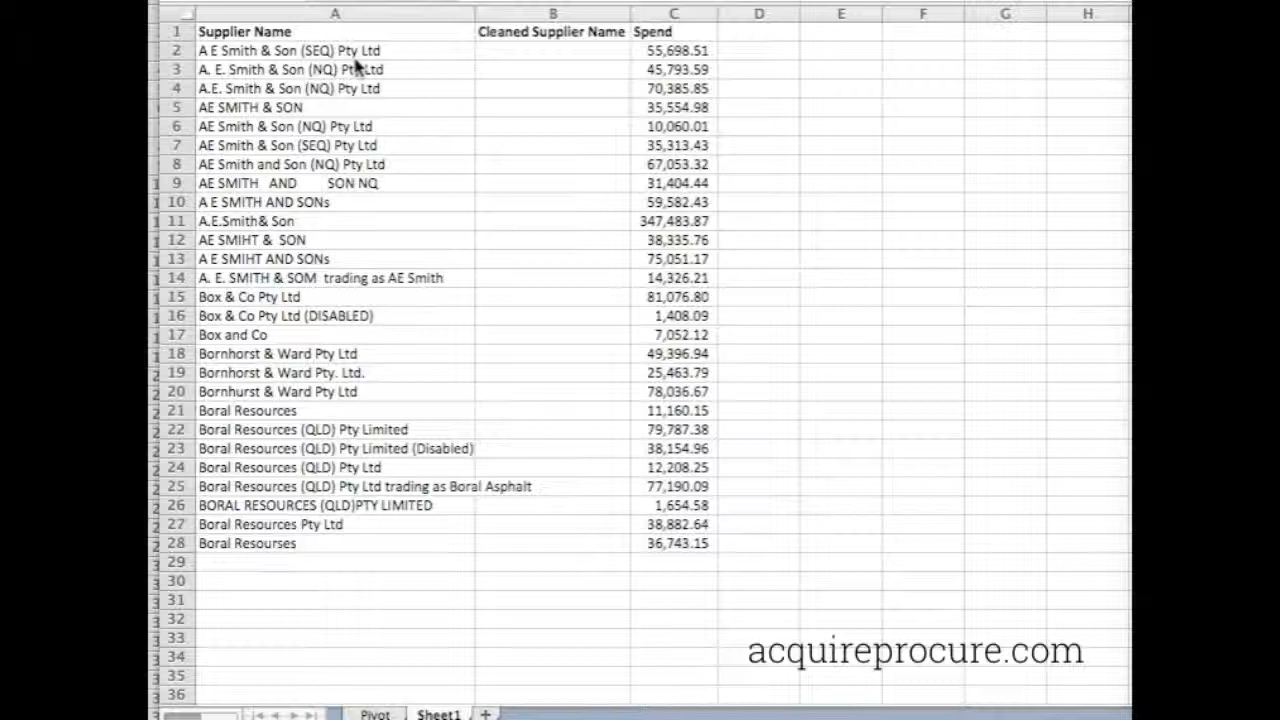 A B C D E F G H
1 Supplier Name Cleaned Supplier Name Spend
2 A E Smith & Son (SEQ) Pty Ltd 55,698.51
3 A. E. Smith & Son (NQ) Pty Ltd 45,793.59
4 A.E. Smith & Son (NQ) Pty Ltd 70,385.85
5 AE SMITH & SON 35,554.98
6 AE Smith & Son (NQ) Pty Ltd 10,060.01
7 AE Smith & Son (SEQ) Pty Ltd 35,313.43
8 AE Smith and Son (NQ) Pty Ltd 67,053.32
9 AE SMITH AND SON NQ 31,404.44
10 A E SMITH AND SONs 59,582.43
11 A.E.Smith& Son 347,483.87
12 AE SMIHT & SON 38,335.76
13 A E SMIHT AND SONs 75,051.17
14 A. E. SMITH & SOM trading as AE Smith 14,326.21
15 Box & Co Pty Ltd 81,076.80
16 Box & Co Pty Ltd (DISABLED) 1,408.09
17 Box and Co 7,052.12
18 Bornhorst & Ward Pty Ltd 49,396.94
19 Bornhorst & Ward Pty. Ltd. 25,463.79
20 Bornhurst & Ward Pty Ltd 78,036.67
21 Boral Resources 11,160.15
22 Boral Resources (QLD) Pty Limited 79,787.38
23 Boral Resources (QLD) Pty Limited (Disabled) 38,154.96
24 Boral Resources (QLD) Pty Ltd 12,208.25
25 Boral Resources (QLD) Pty Ltd trading as Boral Asphalt 77,190.09
26 BORAL RESOURCES (QLD)PTY LIMITED 1,654.58
27 Boral Resources Pty Ltd 38,882.64
28 Boral Resourses 36,743.15
29
30
31
32
33
34
35
36
acquireprocure.com
Pivot Sheet1 +